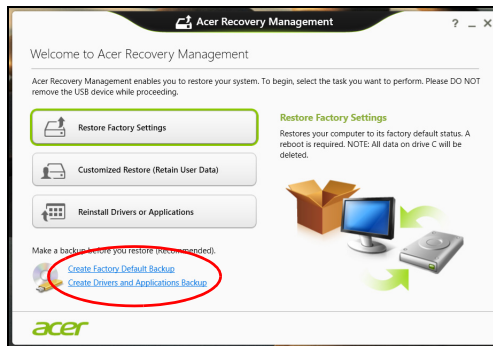 Acer Recovery Management
? _ X
Welcome to Acer Recovery Management
Acer Recovery Management enables you to restore your system. To begin, select the task you want to perform. Please DO NOT
remove the USB device while proceeding.
Restore Factory Settings
Customized Restore (Retain User Data)
Reinstall Drivers or Applications
Restore Factory Settings
Restores your computer to its factory default status. A
reboot is required. NOTE: All data on drive C will be
deleted.
Make a backup before you restore (Recommended).
Create Factory Default Backup
Create Drivers and Applications Backup
acer